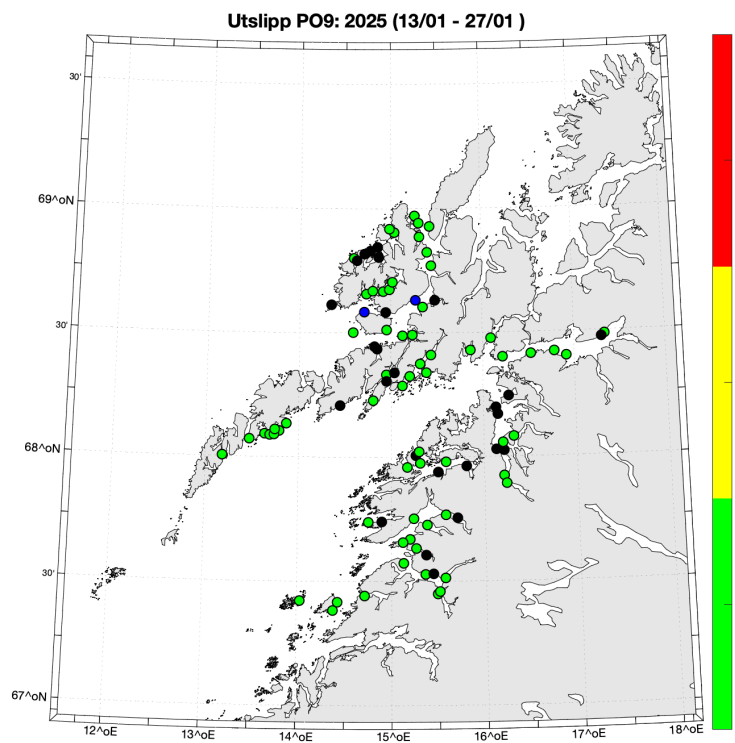 Utslipp PO9: 2025 (13/01 - 27/01 )
30'
69^oN
30'
68^oN
30'
67^oN
12^oE 13^oE 14^oE 15^oE 16^oE 17^oE 18^oE